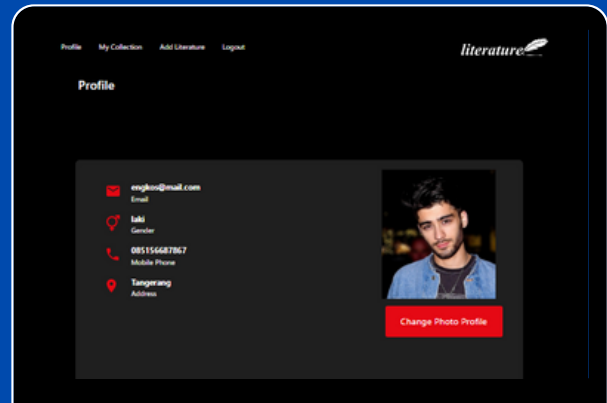 Profile My Collection Add Literature Logout
literature
Profile
engkos@mail.com
Email
laki
Gender
085156687867
Mobile Phone
Tangerang
Address
Change Photo Profile